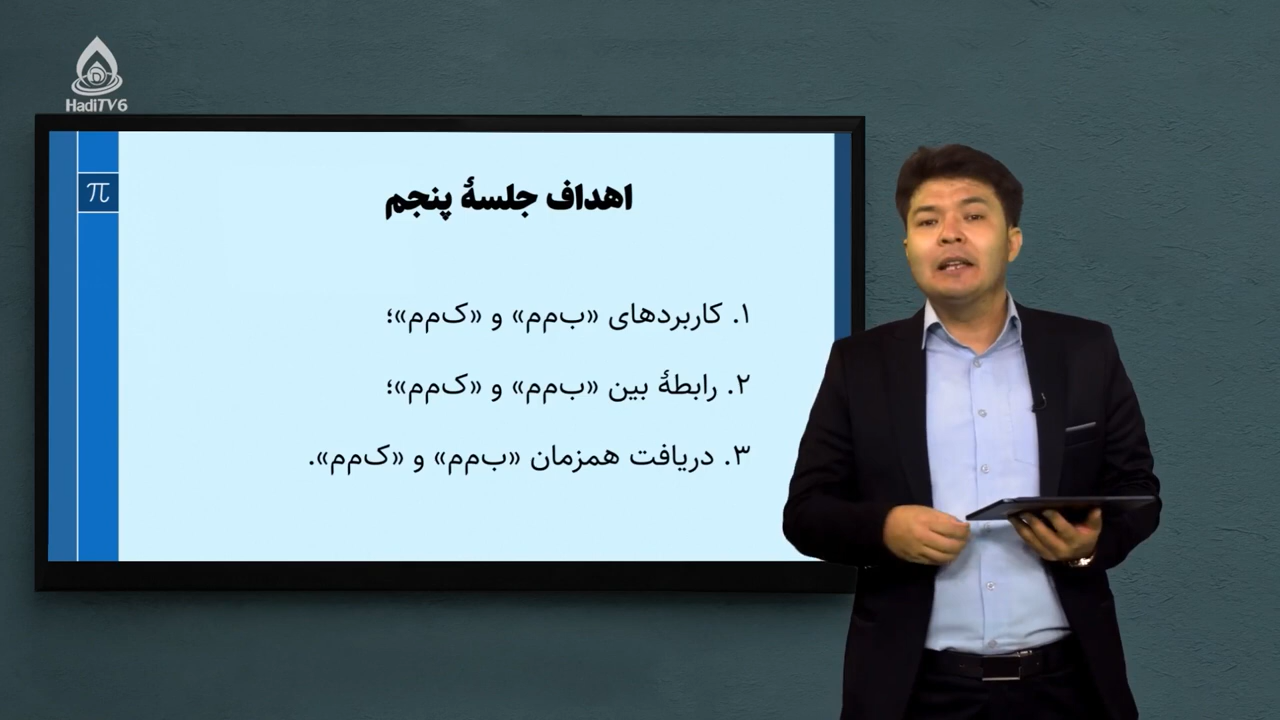 HadiTV6
π
اهداف جلسهٔ پنجم
۱. کاربردهای «ب‌م‌م» و «ک‌م‌م»؛
۲. رابطهٔ بین «ب‌م‌م» و «ک‌م‌م»؛
۳. دریافت همزمان «ب‌م‌م» و «ک‌م‌م».